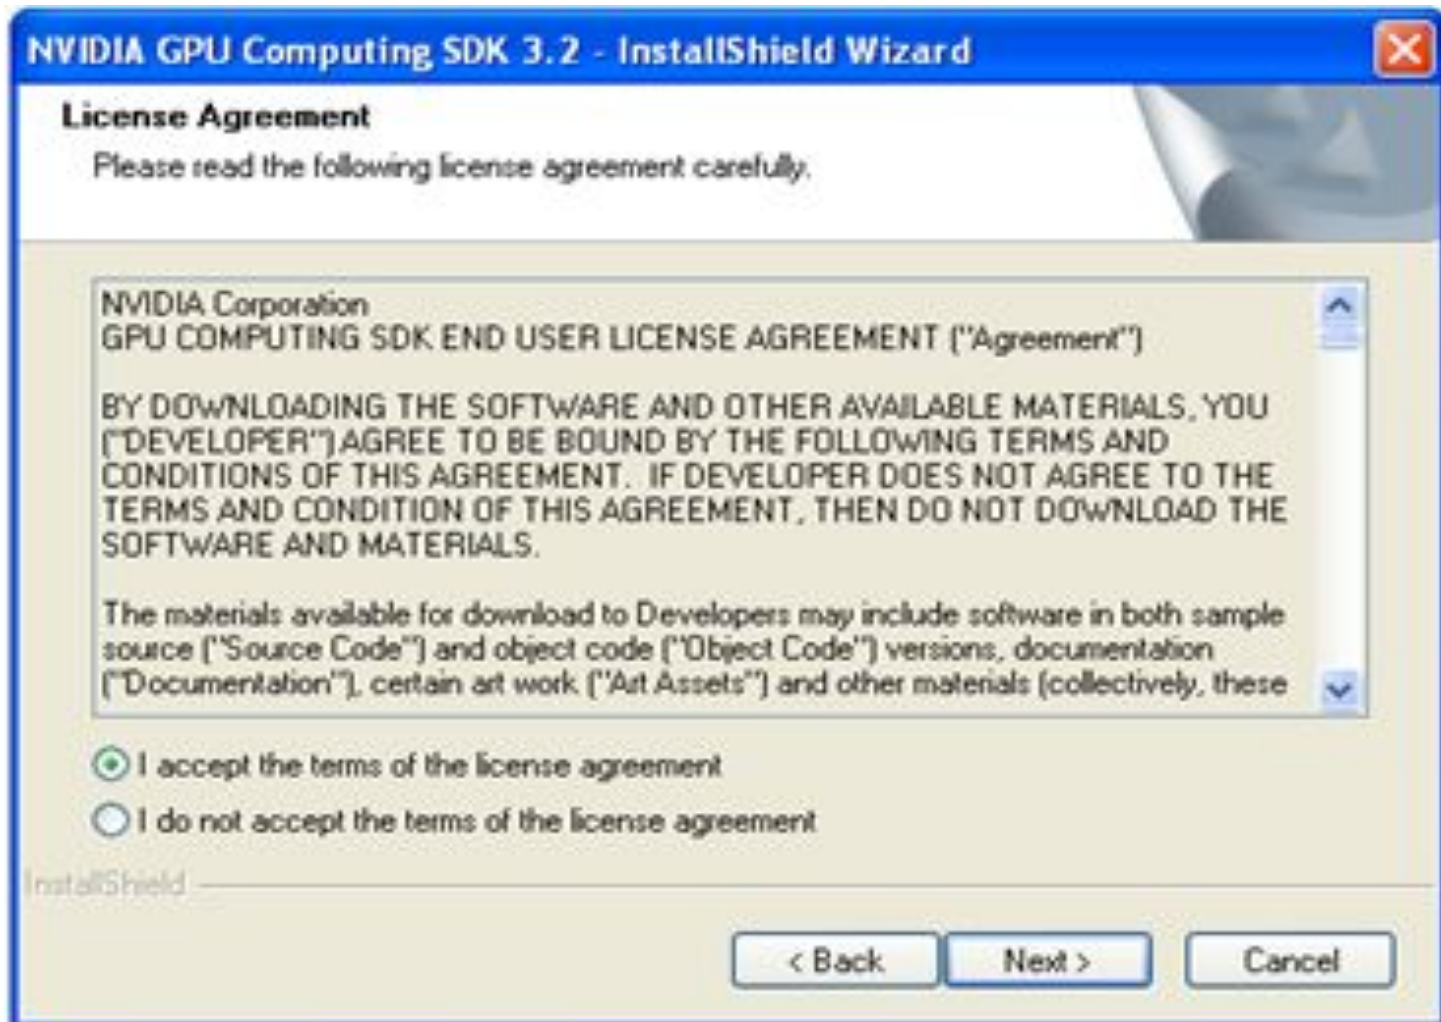 NVIDIA GPU Computing SDK 3.2 - InstallShield Wizard
License Agreement
Please read the following license agreement carefully.
NVIDIA Corporation
GPU COMPUTING SDK END USER LICENSE AGREEMENT ("Agreement")
BY DOWNLOADING THE SOFTWARE AND OTHER AVAILABLE MATERIALS, YOU
("DEVELOPER") AGREE TO BE BOUND BY THE FOLLOWING TERMS AND
CONDITIONS OF THIS AGREEMENT.  IF DEVELOPER DOES NOT AGREE TO THE
TERMS AND CONDITION OF THIS AGREEMENT, THEN DO NOT DOWNLOAD THE
SOFTWARE AND MATERIALS.
The materials available for download to Developers may include software in both sample
source ("Source Code") and object code ("Object Code") versions, documentation
("Documentation"), certain art work ("Art Assets") and other materials (collectively, these
I accept the terms of the license agreement
I do not accept the terms of the license agreement
InstallShield
< Back
Next >
Cancel